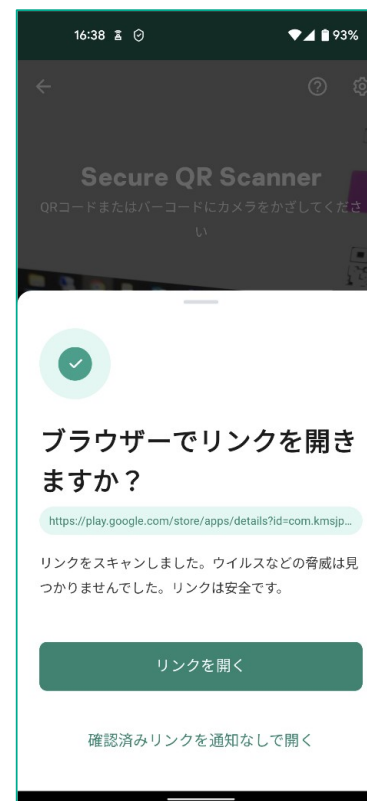 16:38
93%
Secure QR Scanner
QRコードまたはバーコードにカメラをかざしてくださ
い
ブラウザーでリンクを開き
ますか？
https://play.google.com/store/apps/details?id=com.kmsjp...
リンクをスキャンしました。ウイルスなどの脅威は見
つかりませんでした。リンクは安全です。
リンクを開く
確認済みリンクを通知なしで開く